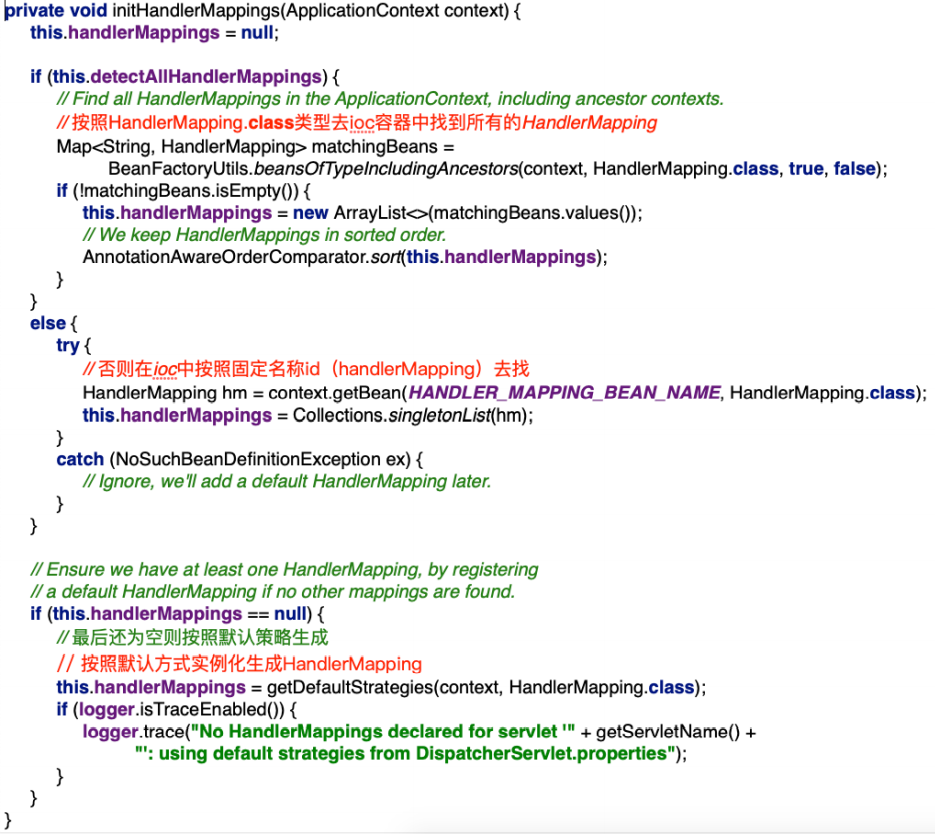 private void initHandlerMappings(ApplicationContext context) {
this.handlerMappings = null;
if (this.detectAllHandlerMappings) {
// Find all HandlerMappings in the ApplicationContext, including ancestor contexts.
// 按照HandlerMapping.class类型去ioc容器中找到所有的HandlerMapping
Map<String, HandlerMapping> matchingBeans =
BeanFactoryUtils.beansOfTypeIncludingAncestors(context, HandlerMapping.class, true, false);
if (!matchingBeans.isEmpty()) {
this.handlerMappings = new ArrayList<>(matchingBeans.values());
// We keep HandlerMappings in sorted order.
AnnotationAwareOrderComparator.sort(this.handlerMappings);
}
}
else {
try {
// 否则在ioc中按照固定名称id（handlerMapping）去找
HandlerMapping hm = context.getBean(HANDLER_MAPPING_BEAN_NAME, HandlerMapping.class);
this.handlerMappings = Collections.singletonList(hm);
}
catch (NoSuchBeanDefinitionException ex) {
// Ignore, we'll add a default HandlerMapping later.
}
}
// Ensure we have at least one HandlerMapping, by registering
// a default HandlerMapping if no other mappings are found.
if (this.handlerMappings == null) {
// 最后还为空则按照默认策略生成
// 按照默认方式实例化生成HandlerMapping
this.handlerMappings = getDefaultStrategies(context, HandlerMapping.class);
if (logger.isTraceEnabled()) {
logger.trace("No HandlerMappings declared for servlet '" + getServletName() +
"': using default strategies from DispatcherServlet.properties");
}
}
}